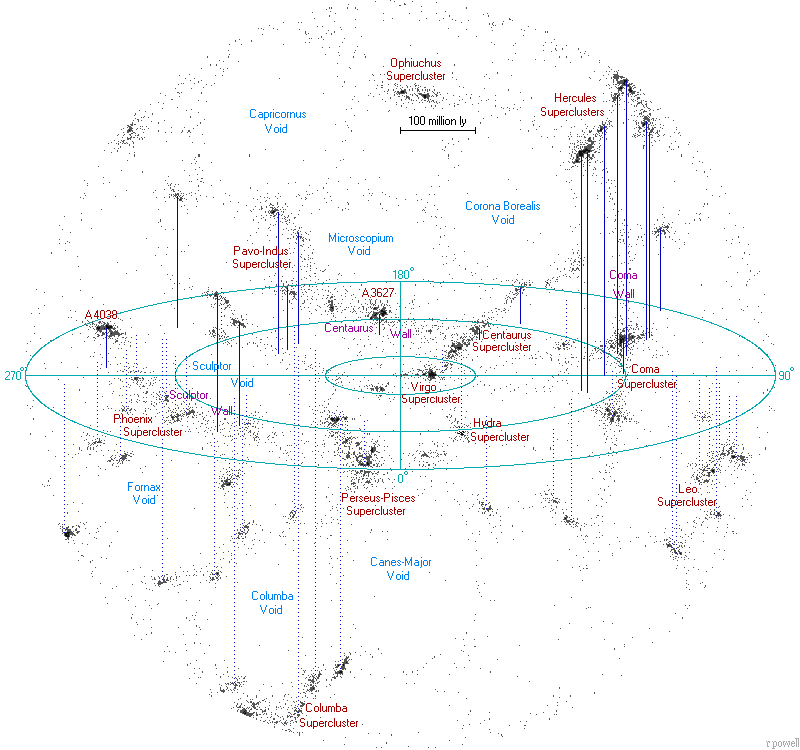 Ophiuchus
Supercluster
Hercules
Superclusters
Capricornus
Void
100 million ly
Corona Borealis
Void
Microscopium
Void
Pavo-Indus
Supercluster
180°
Coma
Wall
A3627
A4038
Centaurus
Wall
Centaurus
Supercluster
Sculptor
Void
270°
90°
Coma
Supercluster
Virgo
Supercluster
Sculptor
Wall
Phoenix
Supercluster
Hydra
Supercluster
0°
Fornax
Void
Perseus-Pisces
Supercluster
Leo
Supercluster
Canes-Major
Void
Columba
Void
Columba
Supercluster
r powell